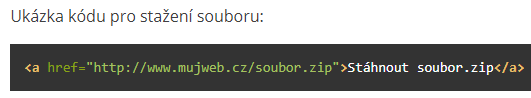 Ukázka kódu pro stažení souboru:
<a href="http://www.mujweb.cz/soubor.zip">Stáhnout soubor.zip</a>